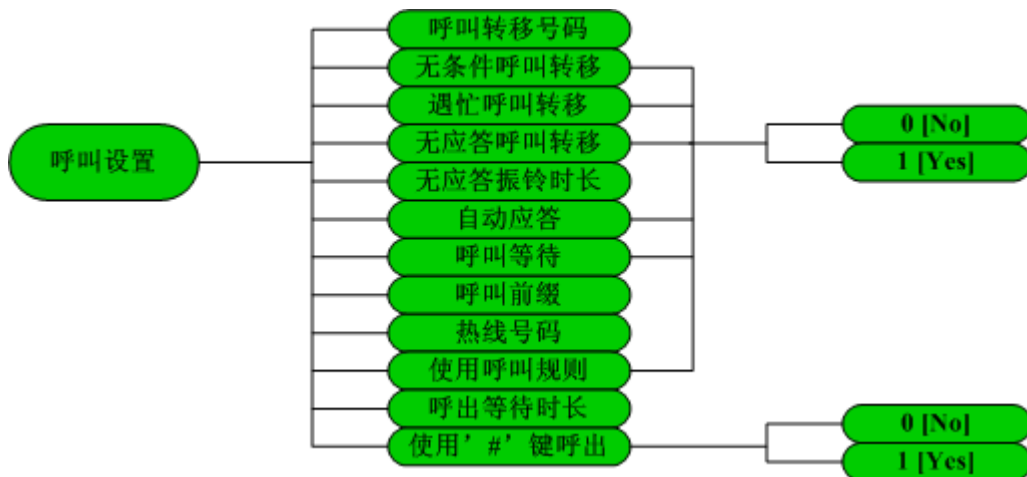 呼叫设置
呼叫转移号码
无条件呼叫转移
遇忙呼叫转移
无应答呼叫转移
无应答振铃时长
自动应答
呼叫等待
呼叫前缀
热线号码
使用呼叫规则
呼出等待时长
使用’#’键呼出
0 [No]
1 [Yes]
0 [No]
1 [Yes]